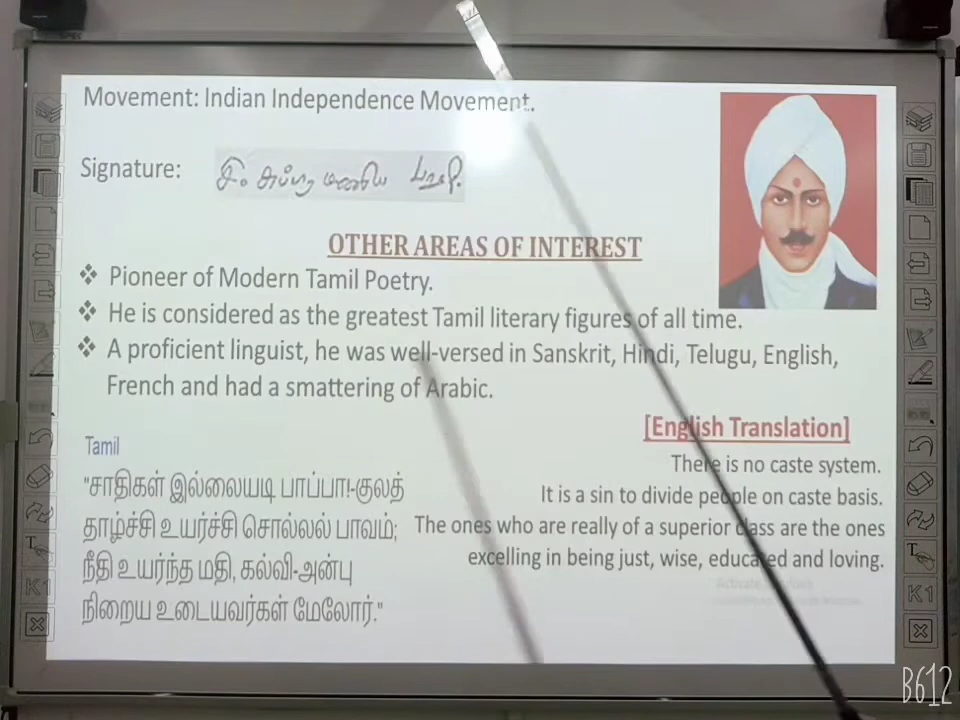 Movement: Indian Independence Movement.
Signature: சி. சுப்பிரமணிய பாரதி.
OTHER AREAS OF INTEREST
❖ Pioneer of Modern Tamil Poetry.
❖ He is considered as the greatest Tamil literary figures of all time.
❖ A proficient linguist, he was well-versed in Sanskrit, Hindi, Telugu, English,
French and had a smattering of Arabic.
Tamil
"சாதிகள் இல்லையடி பாப்பா!-குலத்
தாழ்ச்சி உயர்ச்சி சொல்லல் பாவம்;
நீதி உயர்ந்த மதி, கல்வி-அன்பு
நிறைய உடையவர்கள் மேலோர்."
[English Translation]
There is no caste system.
It is a sin to divide people on caste basis.
The ones who are really of a superior class are the ones
excelling in being just, wise, educated and loving.
K1
K1
B612